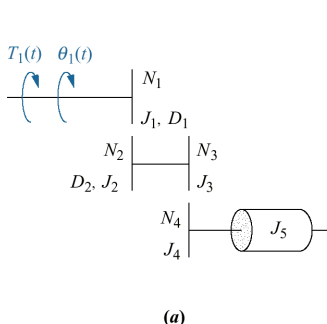 T₁(t) θ₁(t)
N₁
J₁, D₁
N₂ N₃
D₂, J₂ J₃
N₄
J₅
J₄
(a)